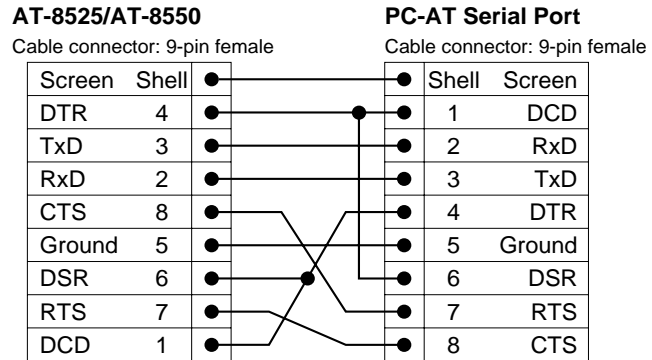 AT-8525/AT-8550 PC-AT Serial Port
Cable connector: 9-pin female Cable connector: 9-pin female
Screen Shell Shell Screen
DTR 4 1 DCD
TxD 3 2 RxD
RxD 2 3 TxD
CTS 8 4 DTR
Ground 5 5 Ground
DSR 6 6 DSR
RTS 7 7 RTS
DCD 1 8 CTS